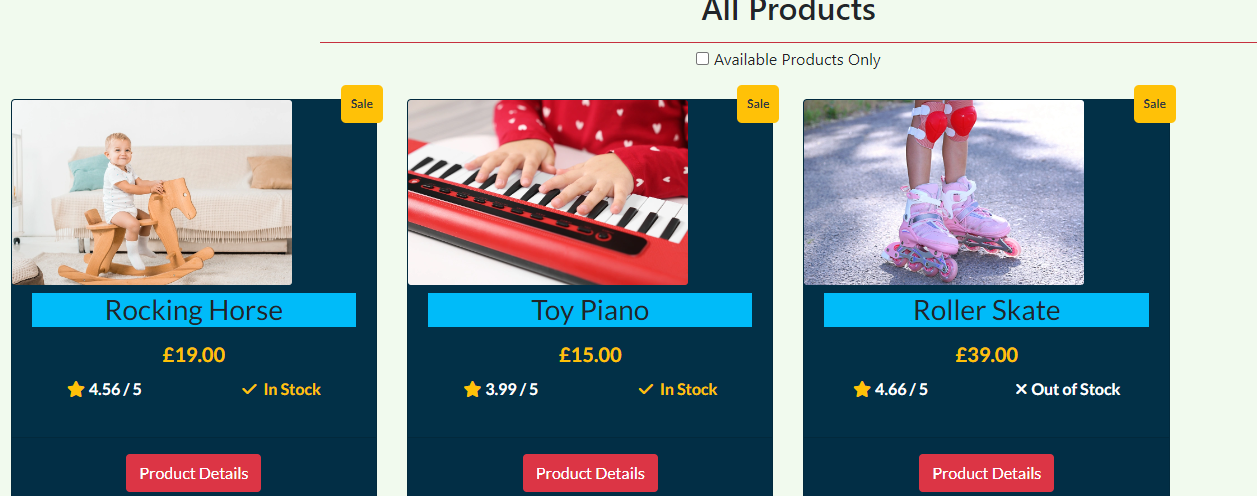 All Products
Available Products Only
Sale
Sale
Sale
Rocking Horse
Toy Piano
Roller Skate
£19.00
£15.00
£39.00
4.56 / 5
In Stock
3.99 / 5
In Stock
4.66 / 5
Out of Stock
Product Details
Product Details
Product Details